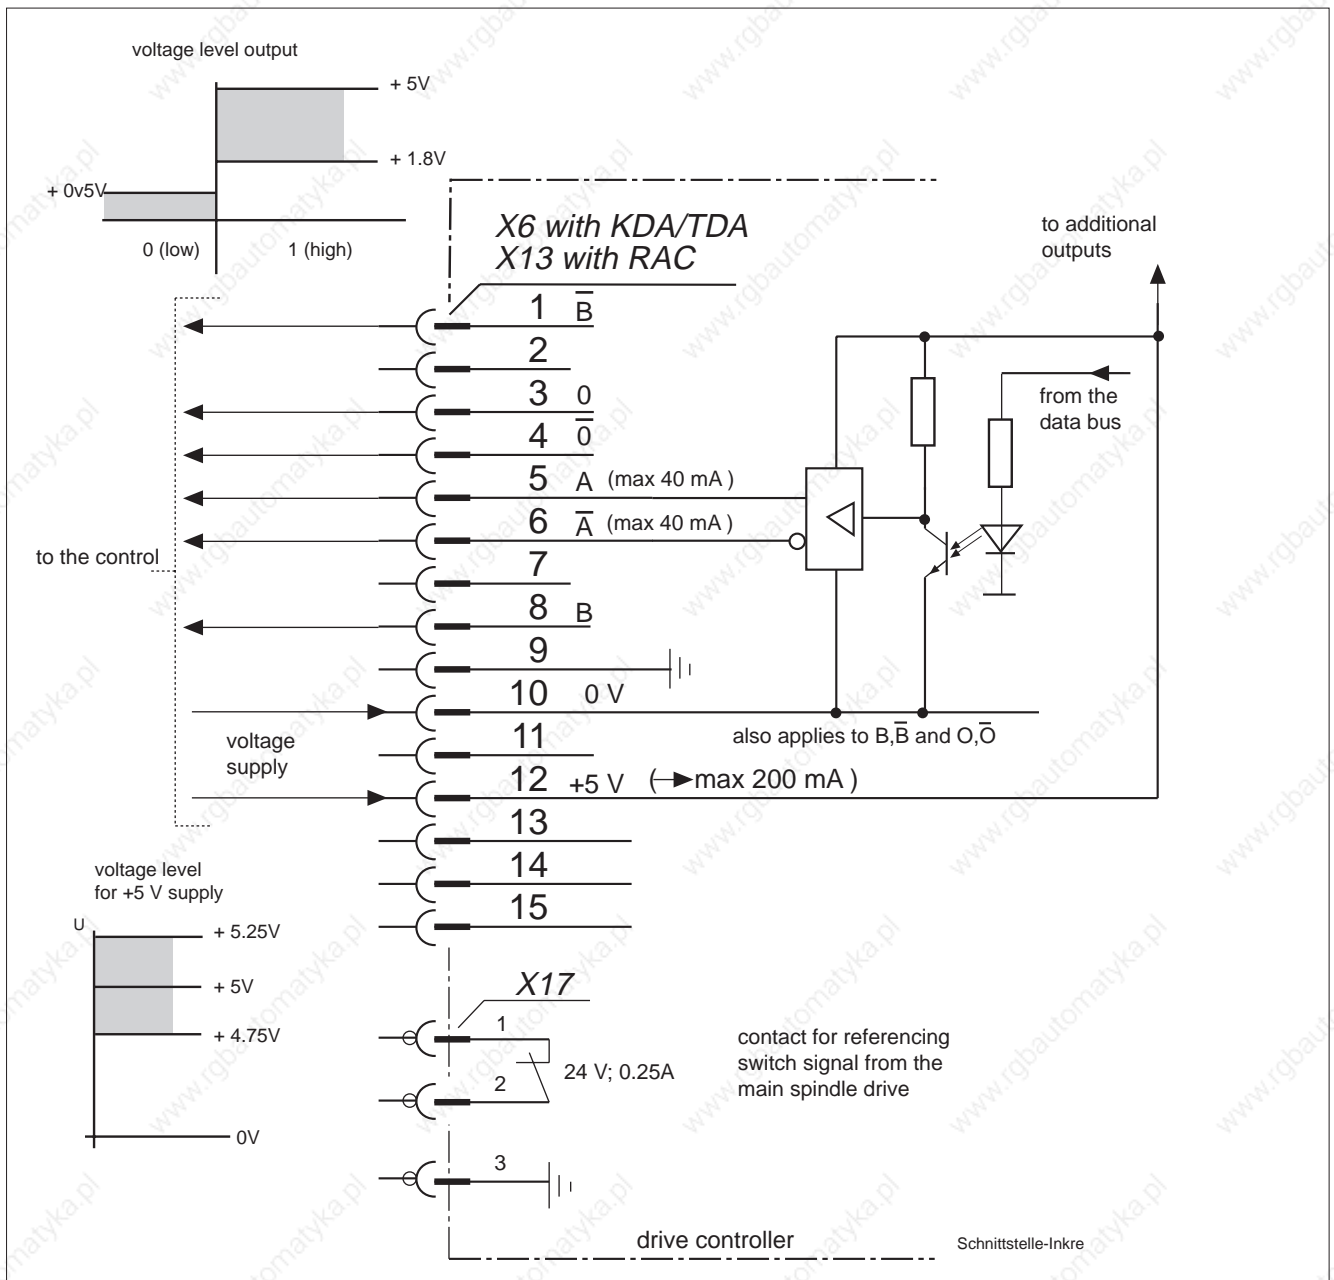 voltage level output
+ 5V
+ 1.8V
+ 0v5V
0 (low)
1 (high)
X6 with KDA/TDA
X13 with RAC
to additional
outputs
1 B̅
2
3 0
4 0̅
5 A (max 40 mA )
6 A̅ (max 40 mA )
7
8 B
9
10 0 V
11
12 +5 V ( max 200 mA )
13
14
15
from the
data bus
to the control
also applies to B,B̅ and O,O̅
voltage
supply
voltage level
for +5 V supply
U
+ 5.25V
+ 5V
+ 4.75V
0V
X17
1
2
24 V; 0.25A
3
contact for referencing
switch signal from the
main spindle drive
drive controller
Schnittstelle-Inkre
www.rgbautomatyka.pl